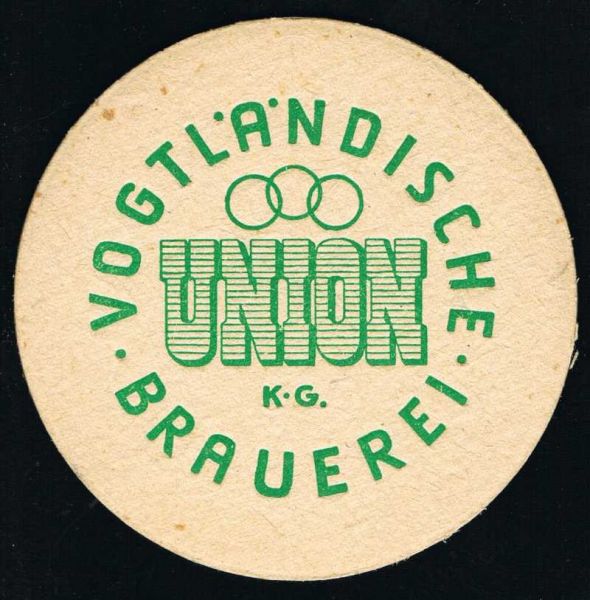 VOGTLÄNDISCHE
UNION
K·G.
· BRAUEREI ·